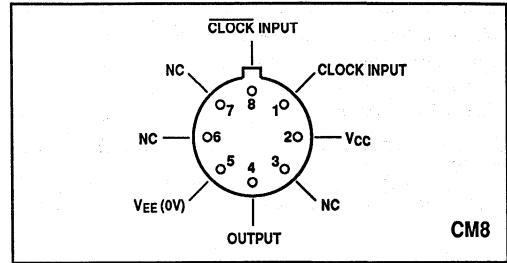 CLOCK INPUT
NC
CLOCK INPUT
7
8
1
NC
6
2
VCC
5
4
3
VEE (0V)
NC
OUTPUT
CM8